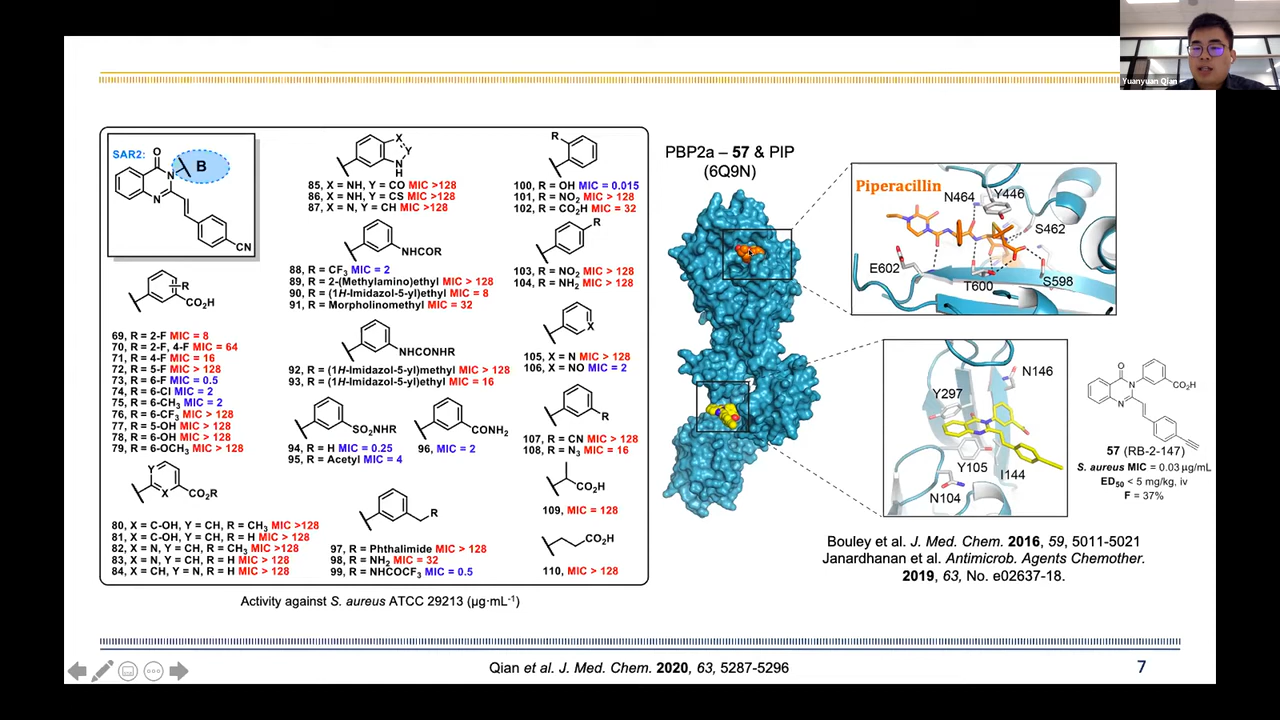 Yuanyuan Qian
SAR2:
O
N
B
N
CN
R
CO₂H
69, R = 2-F MIC = 8
70, R = 2-F, 4-F MIC = 64
71, R = 4-F MIC = 16
72, R = 5-F MIC > 128
73, R = 6-F MIC = 0.5
74, R = 6-Cl MIC = 2
75, R = 6-CH₃ MIC = 2
76, R = 6-CF₃ MIC > 128
77, R = 5-OH MIC > 128
78, R = 6-OH MIC > 128
79, R = 6-OCH₃ MIC > 128
Y
X
CO₂R
80, X = C-OH, Y = CH, R = CH₃ MIC >128
81, X = C-OH, Y = CH, R = H MIC > 128
82, X = N, Y = CH, R = CH₃ MIC >128
83, X = N, Y = CH, R = H MIC > 128
84, X = CH, Y = N, R = H MIC > 128
X
Y
N
H
85, X = NH, Y = CO MIC >128
86, X = NH, Y = CS MIC >128
87, X = N, Y = CH MIC >128
NHCOR
88, R = CF₃ MIC = 2
89, R = 2-(Methylamino)ethyl MIC > 128
90, R = (1H-Imidazol-5-yl)ethyl MIC = 8
91, R = Morpholinomethyl MIC = 32
NHCONHR
92, R = (1H-Imidazol-5-yl)methyl MIC > 128
93, R = (1H-Imidazol-5-yl)ethyl MIC = 16
SO₂NHR
94, R = H MIC = 0.25
95, R = Acetyl MIC = 4
CONH₂
96, MIC = 2
R
97, R = Phthalimide MIC > 128
98, R = NH₂ MIC = 32
99, R = NHCOCF₃ MIC = 0.5
R
100, R = OH MIC = 0.015
101, R = NO₂ MIC > 128
102, R = CO₂H MIC = 32
R
103, R = NO₂ MIC > 128
104, R = NH₂ MIC > 128
X
105, X = N MIC > 128
106, X = NO MIC = 2
R
107, R = CN MIC > 128
108, R = N₃ MIC = 16
CO₂H
109, MIC = 128
CO₂H
110, MIC > 128
Activity against S. aureus ATCC 29213 (µg·mL⁻¹)
PBP2a – 57 & PIP
(6Q9N)
Piperacillin
N464
Y446
S462
E602
T600
S598
N146
Y297
Y105
I144
N104
O
N
CO₂H
N
57 (RB-2-147)
S. aureus MIC = 0.03 µg/mL
ED₅₀ < 5 mg/kg, iv
F = 37%
Bouley et al. J. Med. Chem. 2016, 59, 5011-5021
Janardhanan et al. Antimicrob. Agents Chemother.
2019, 63, No. e02637-18.
Qian et al. J. Med. Chem. 2020, 63, 5287-5296
7